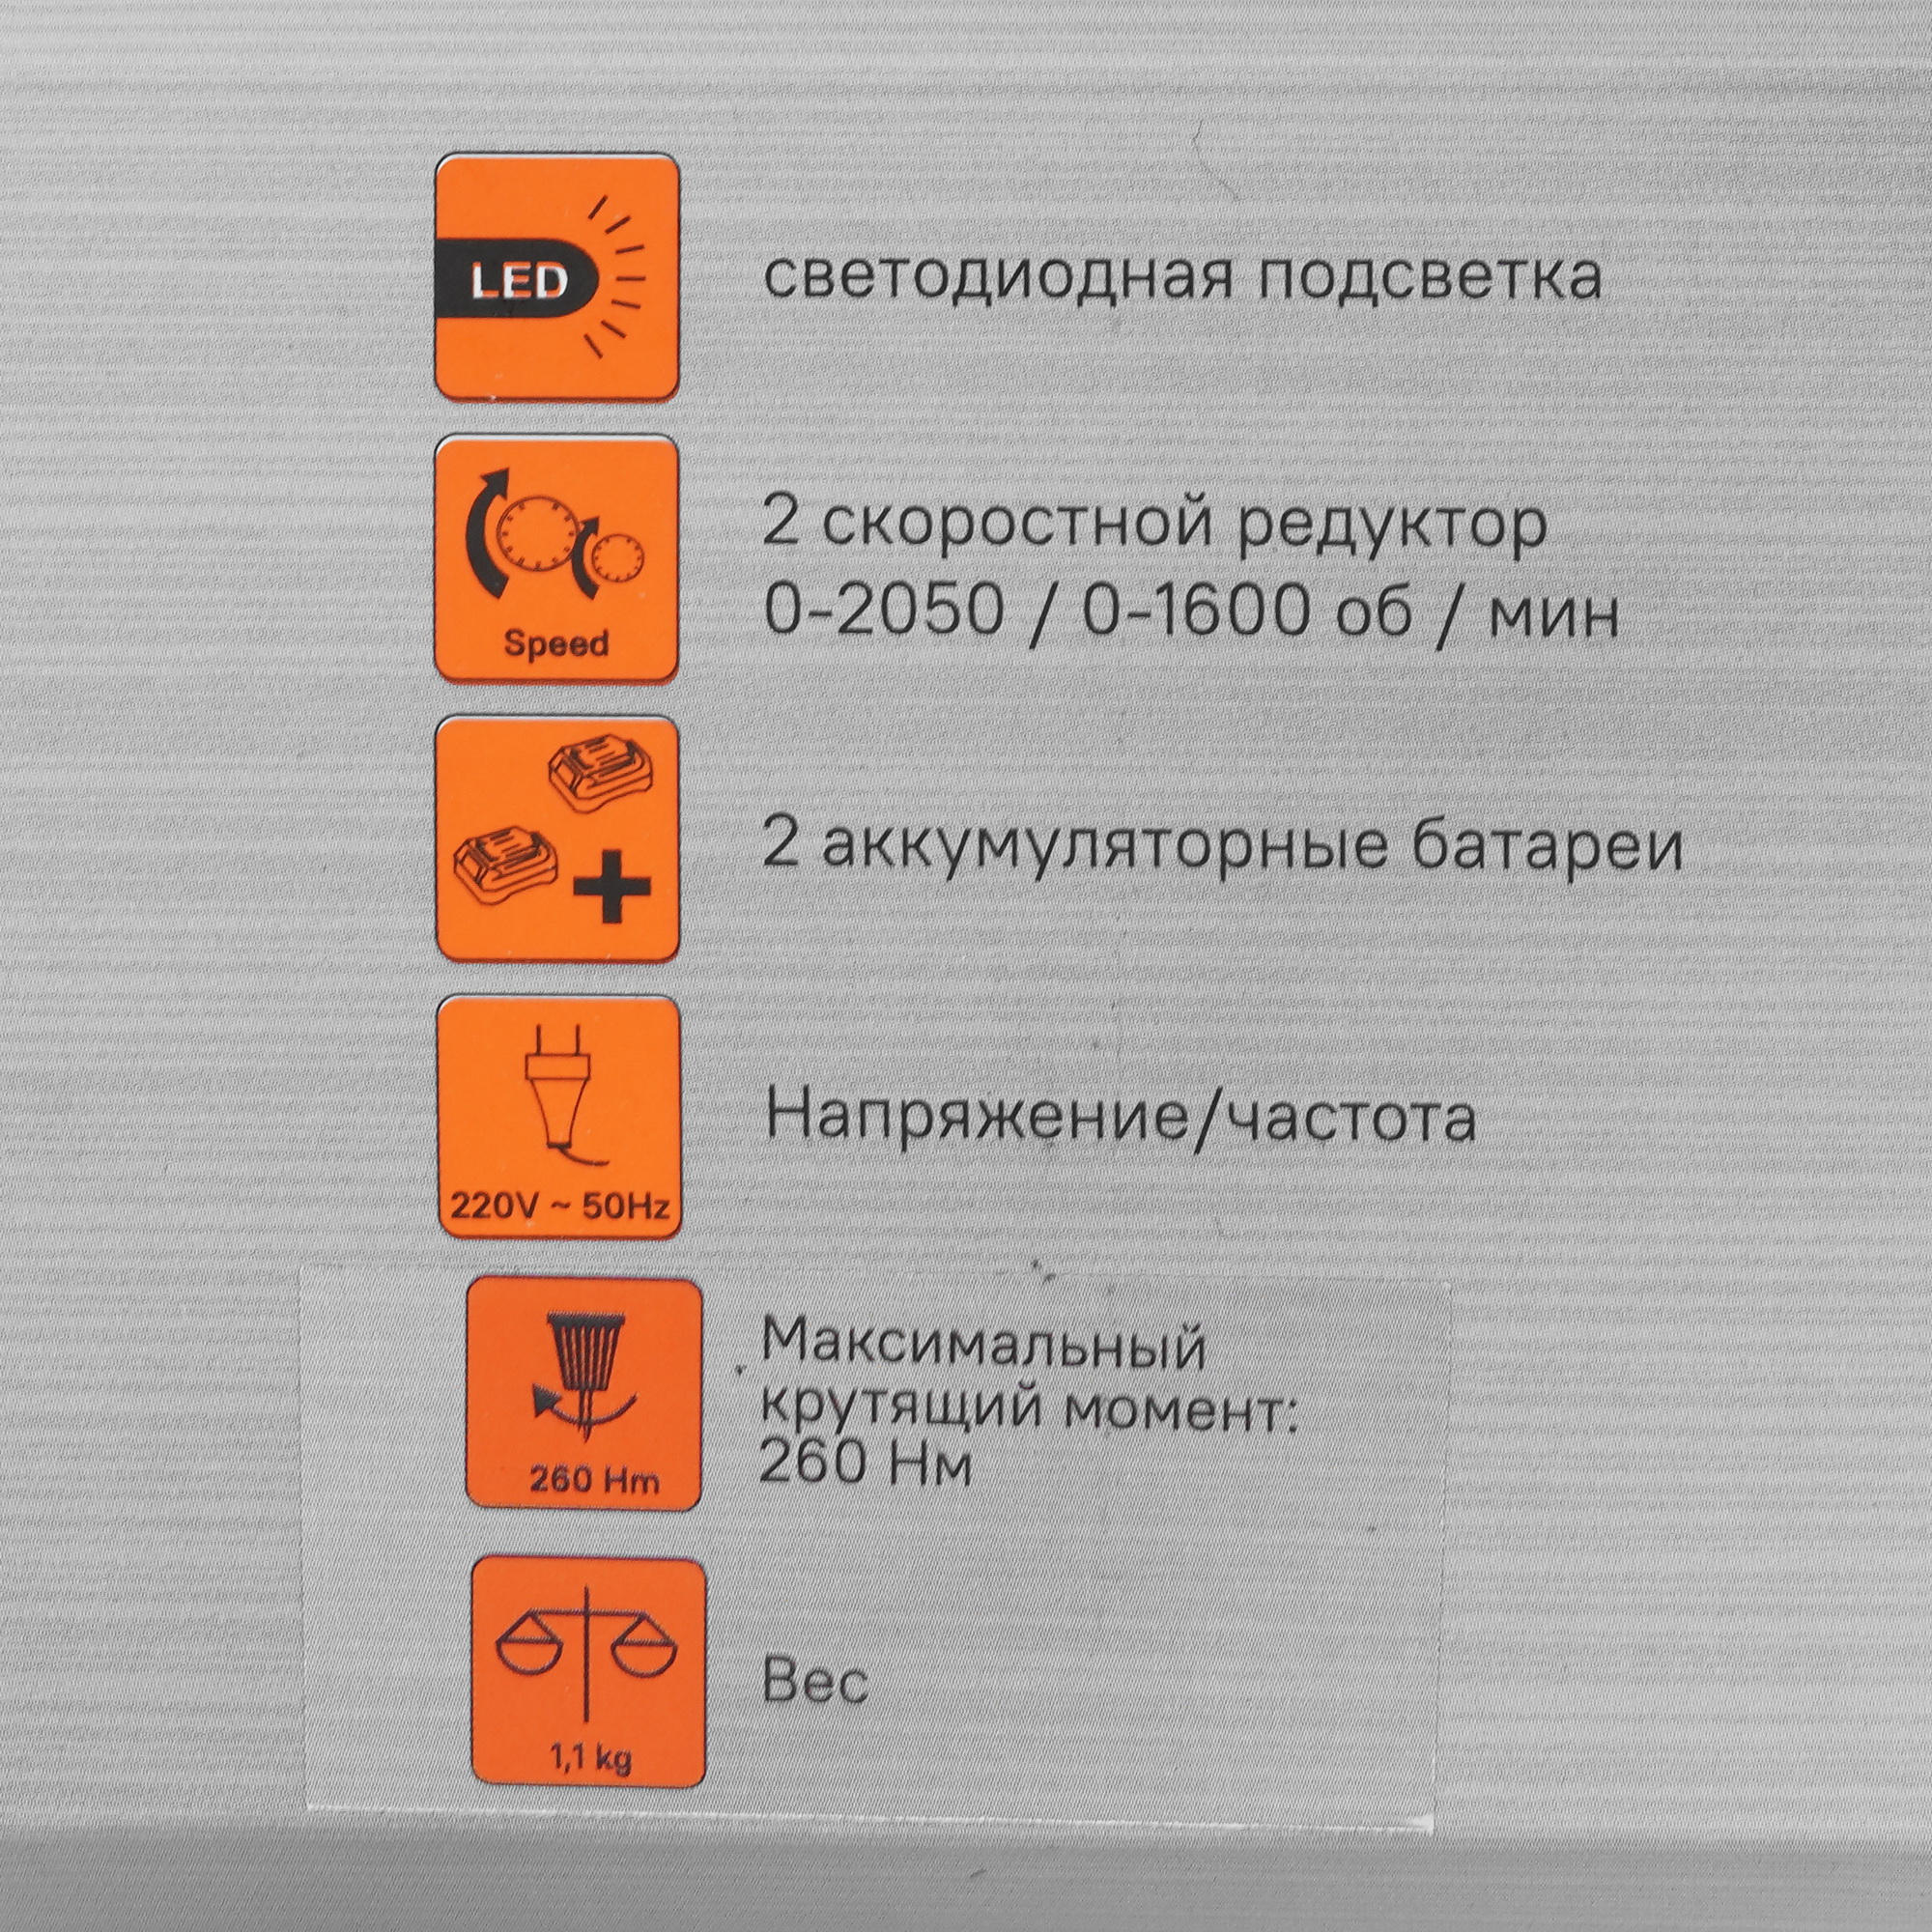 LED
светодиодная подсветка
Speed
2 скоростной редуктор
0-2050 / 0-1600 об / мин
2 аккумуляторные батареи
220V ~ 50Hz
Напряжение/частота
260 Hm
Максимальный
крутящий момент:
260 Нм
1,1 kg
Вес